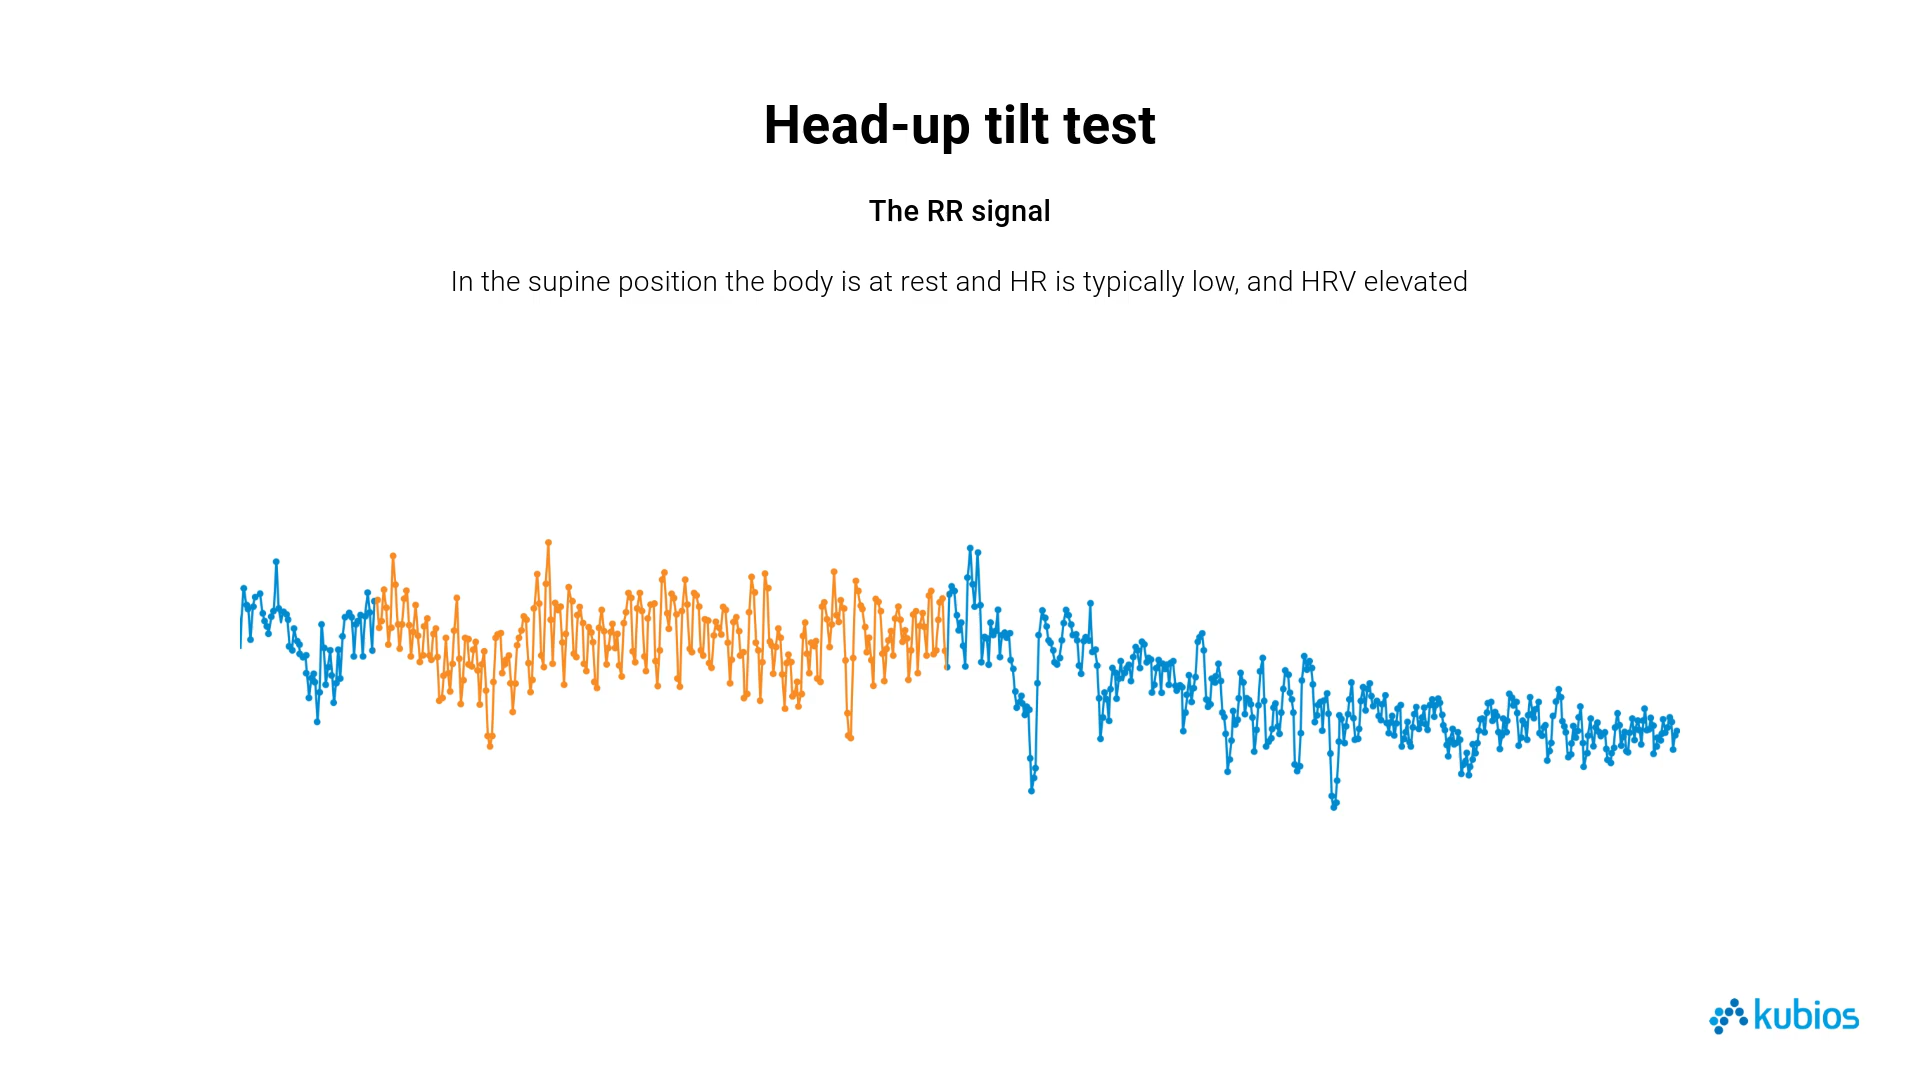 Head-up tilt test
The RR signal
In the supine position the body is at rest and HR is typically low, and HRV elevated
kubios